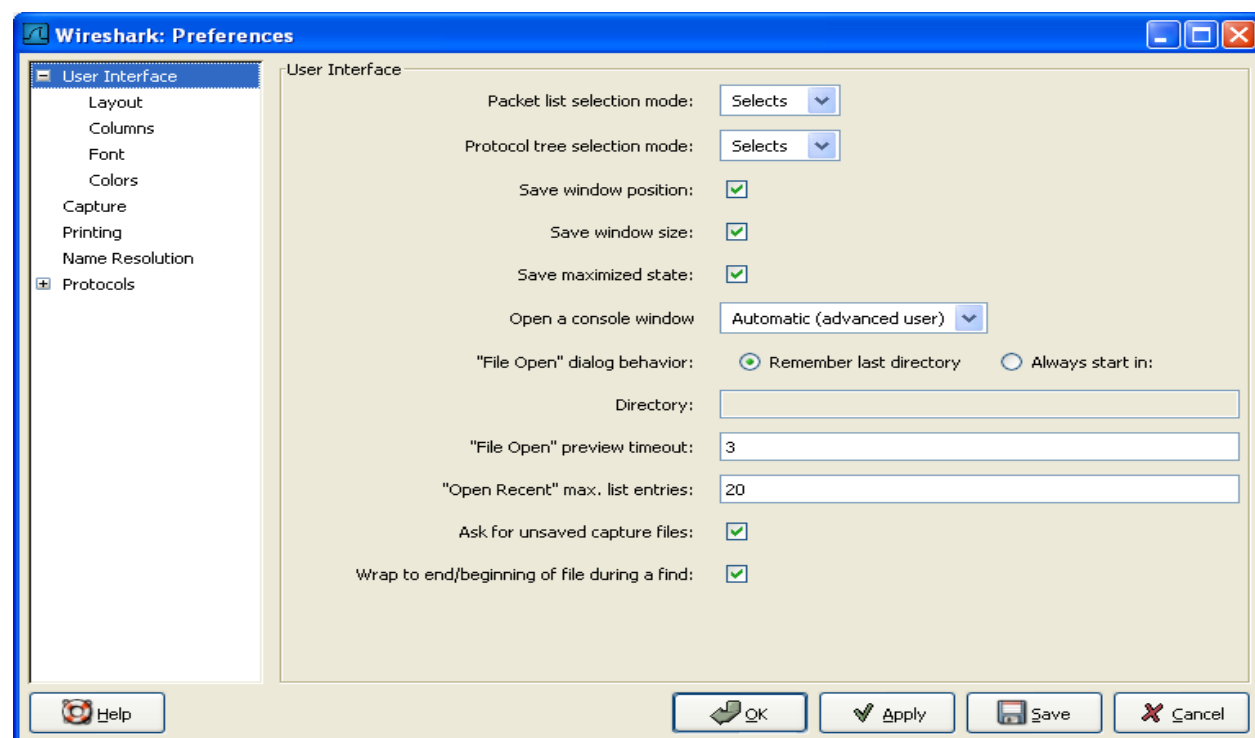 Wireshark: Preferences
User Interface
Layout
Columns
Font
Colors
Capture
Printing
Name Resolution
Protocols
User Interface
Packet list selection mode: Selects
Protocol tree selection mode: Selects
Save window position:
Save window size:
Save maximized state:
Open a console window Automatic (advanced user)
"File Open" dialog behavior: Remember last directory Always start in:
Directory:
"File Open" preview timeout: 3
"Open Recent" max. list entries: 20
Ask for unsaved capture files:
Wrap to end/beginning of file during a find:
Help OK Apply Save Cancel